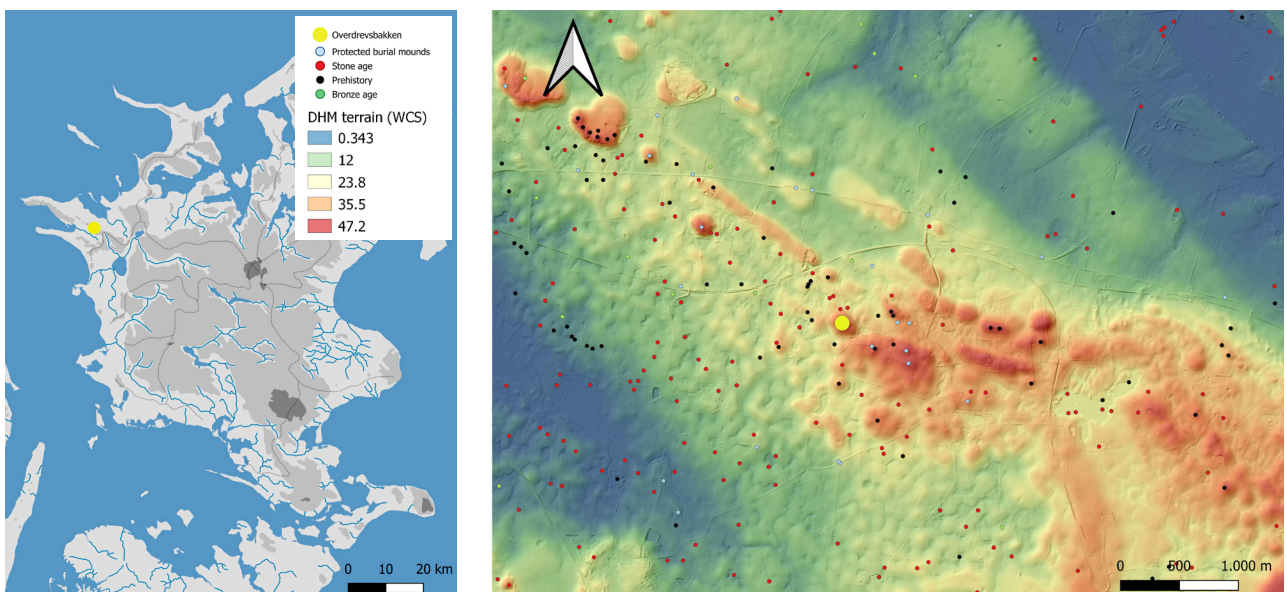 Overdrevsbakken
Protected burial mounds
Stone age
Prehistory
Bronze age
DHM terrain (WCS)
0.343
12
23.8
35.5
47.2
0 10 20 km
0 500 1.000 m